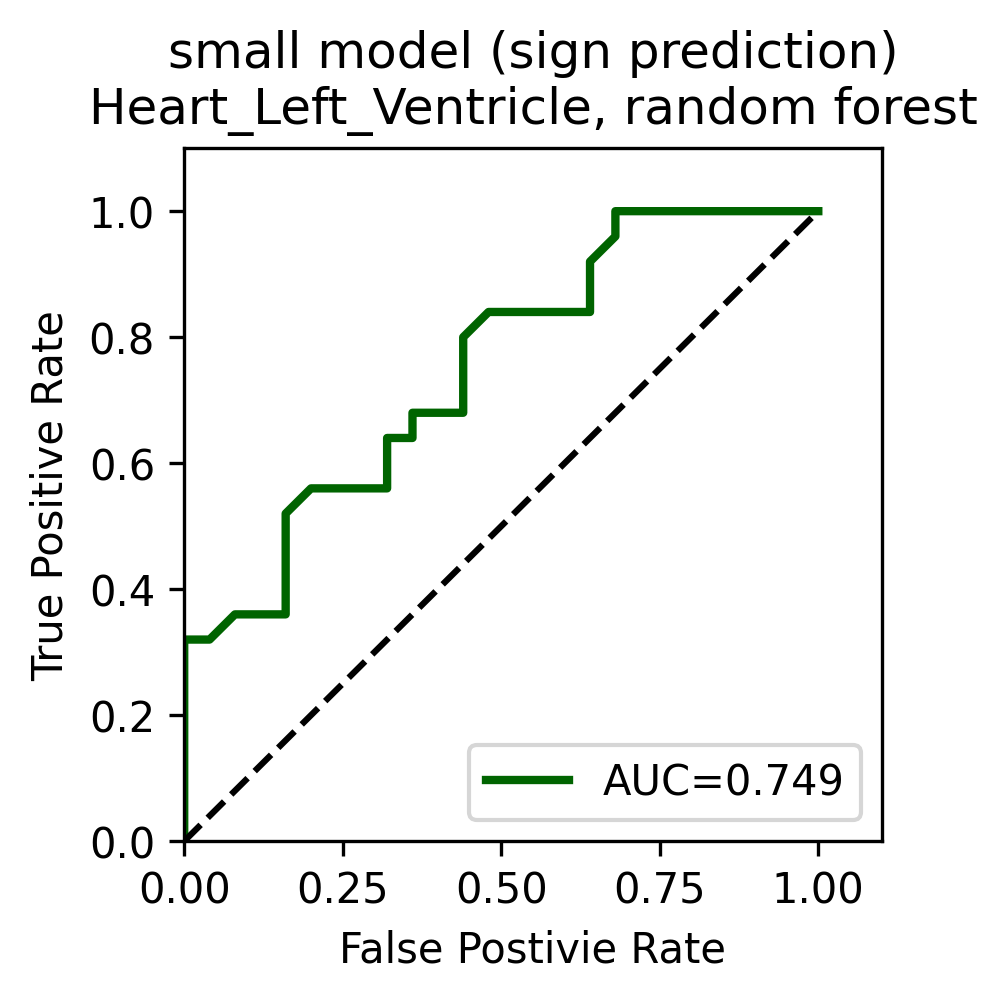 small model (sign prediction)
Heart_Left_Ventricle, random forest
1.0
0.8
0.6
0.4
0.2
0.0
True Positive Rate
AUC=0.749
0.00 0.25 0.50 0.75 1.00
False Postivie Rate